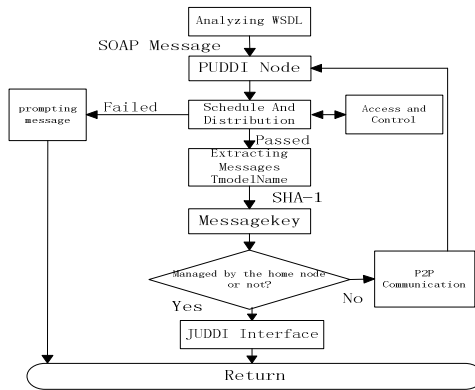 Analyzing WSDL
SOAP Message
PUDDI Node
prompting
message
Failed
Schedule And
Distribution
Access and
Control
Passed
Extracting
Messages
TmodelName
SHA-1
Messagekey
Managed by the home node
or not?
P2P
Communication
Yes
No
JUDDI Interface
Return